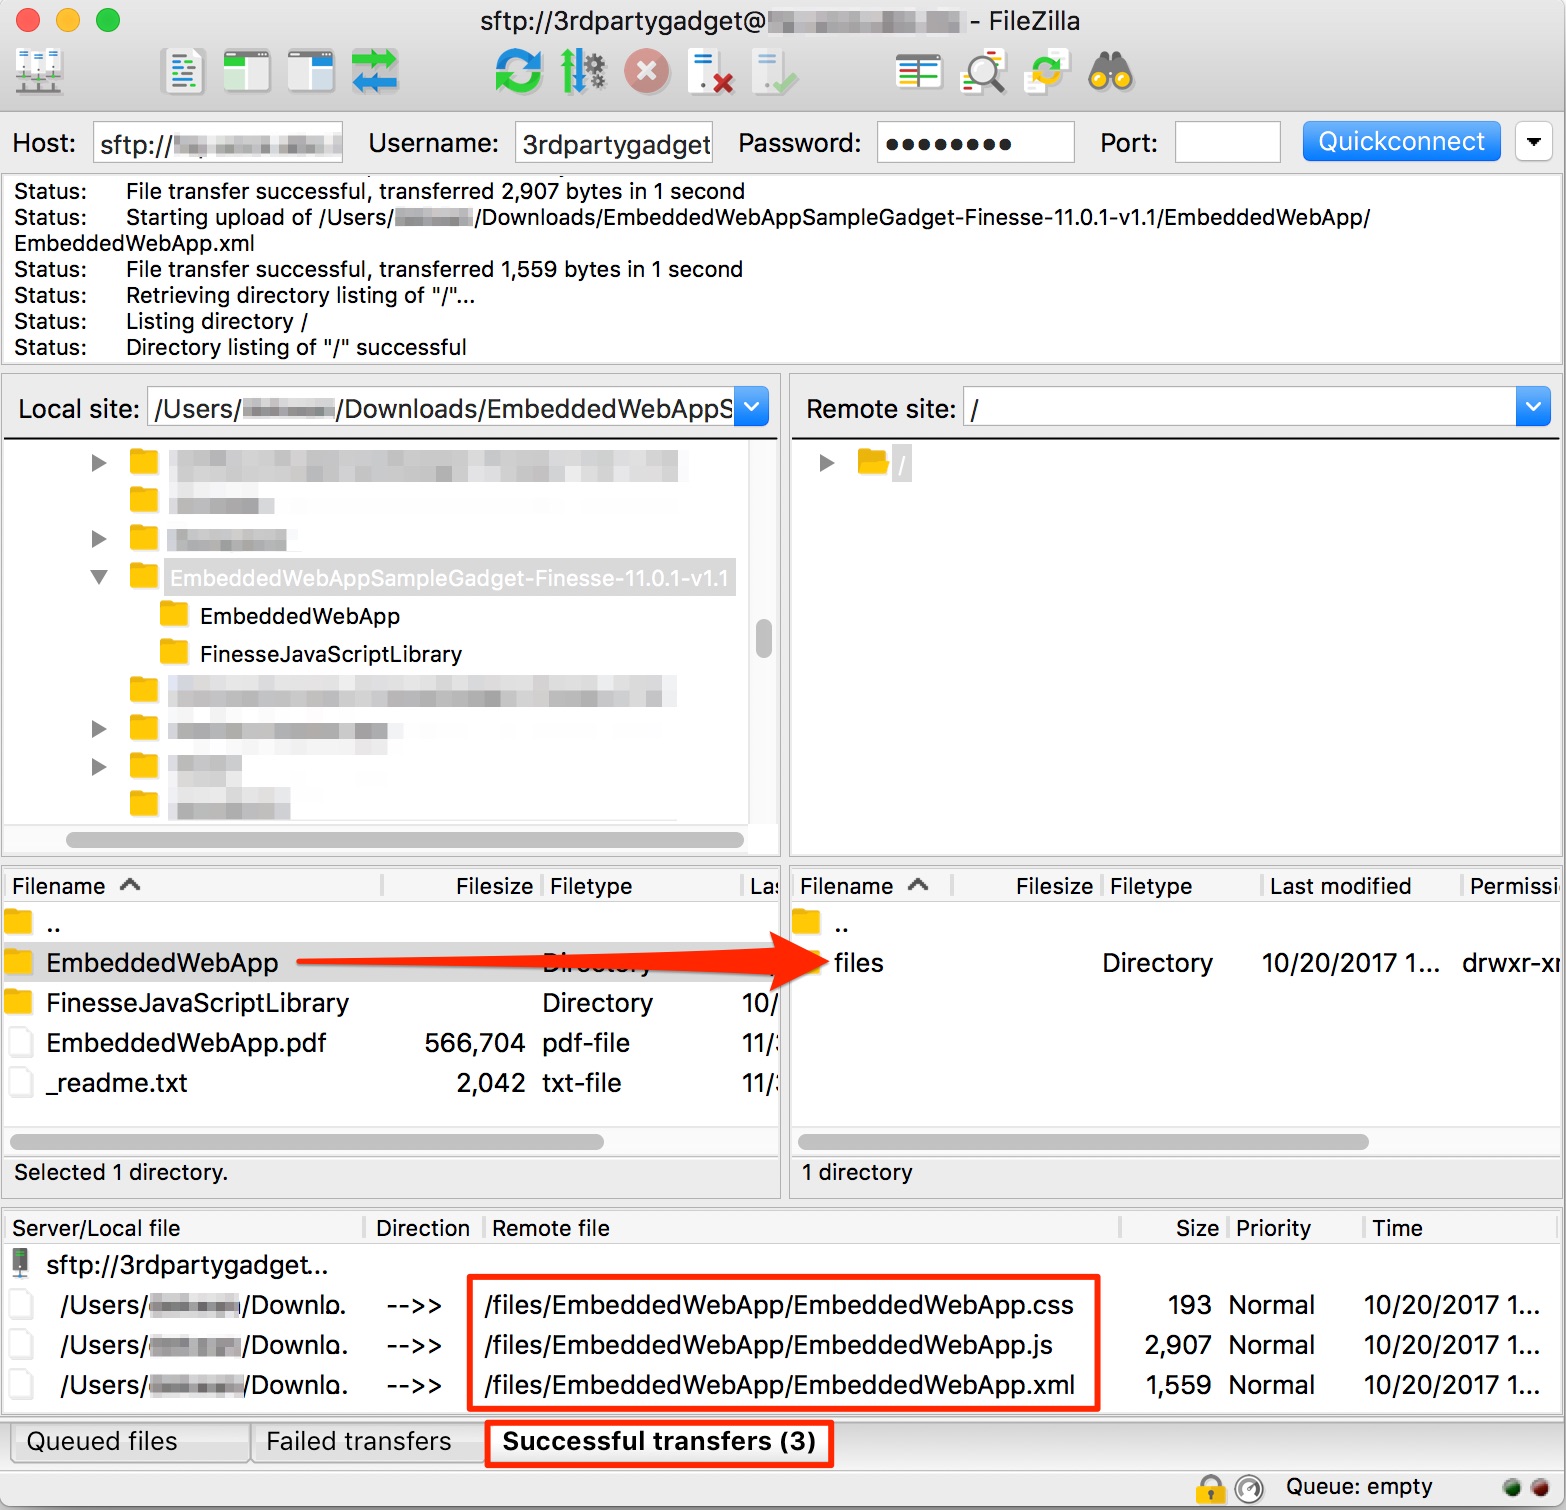 sftp://3rdpartygadget@ - FileZilla
Host: sftp:// Username: 3rdpartygadget Password: ●●●●●●●● Port: Quickconnect
Status: File transfer successful, transferred 2,907 bytes in 1 second
Status: Starting upload of /Users/ /Downloads/EmbeddedWebAppSampleGadget-Finesse-11.0.1-v1.1/EmbeddedWebApp/
EmbeddedWebApp.xml
Status: File transfer successful, transferred 1,559 bytes in 1 second
Status: Retrieving directory listing of "/"...
Status: Listing directory /
Status: Directory listing of "/" successful
Local site: /Users/ /Downloads/EmbeddedWebAppS
Remote site: /
/
EmbeddedWebAppSampleGadget-Finesse-11.0.1-v1.1
EmbeddedWebApp
FinesseJavaScriptLibrary
Filename Filesize Filetype Las
..
EmbeddedWebApp Directory
FinesseJavaScriptLibrary Directory 10/
EmbeddedWebApp.pdf 566,704 pdf-file 11/
_readme.txt 2,042 txt-file 11/
Selected 1 directory.
Filename Filesize Filetype Last modified Permissi
..
files Directory 10/20/2017 1... drwxr-x
1 directory
Server/Local file Direction Remote file Size Priority Time
sftp://3rdpartygadget...
/Users/ /Downlo. -->> /files/EmbeddedWebApp/EmbeddedWebApp.css 193 Normal 10/20/2017 1...
/Users/ /Downlo. -->> /files/EmbeddedWebApp/EmbeddedWebApp.js 2,907 Normal 10/20/2017 1...
/Users/ /Downlo. -->> /files/EmbeddedWebApp/EmbeddedWebApp.xml 1,559 Normal 10/20/2017 1...
Queued files Failed transfers Successful transfers (3)
Queue: empty